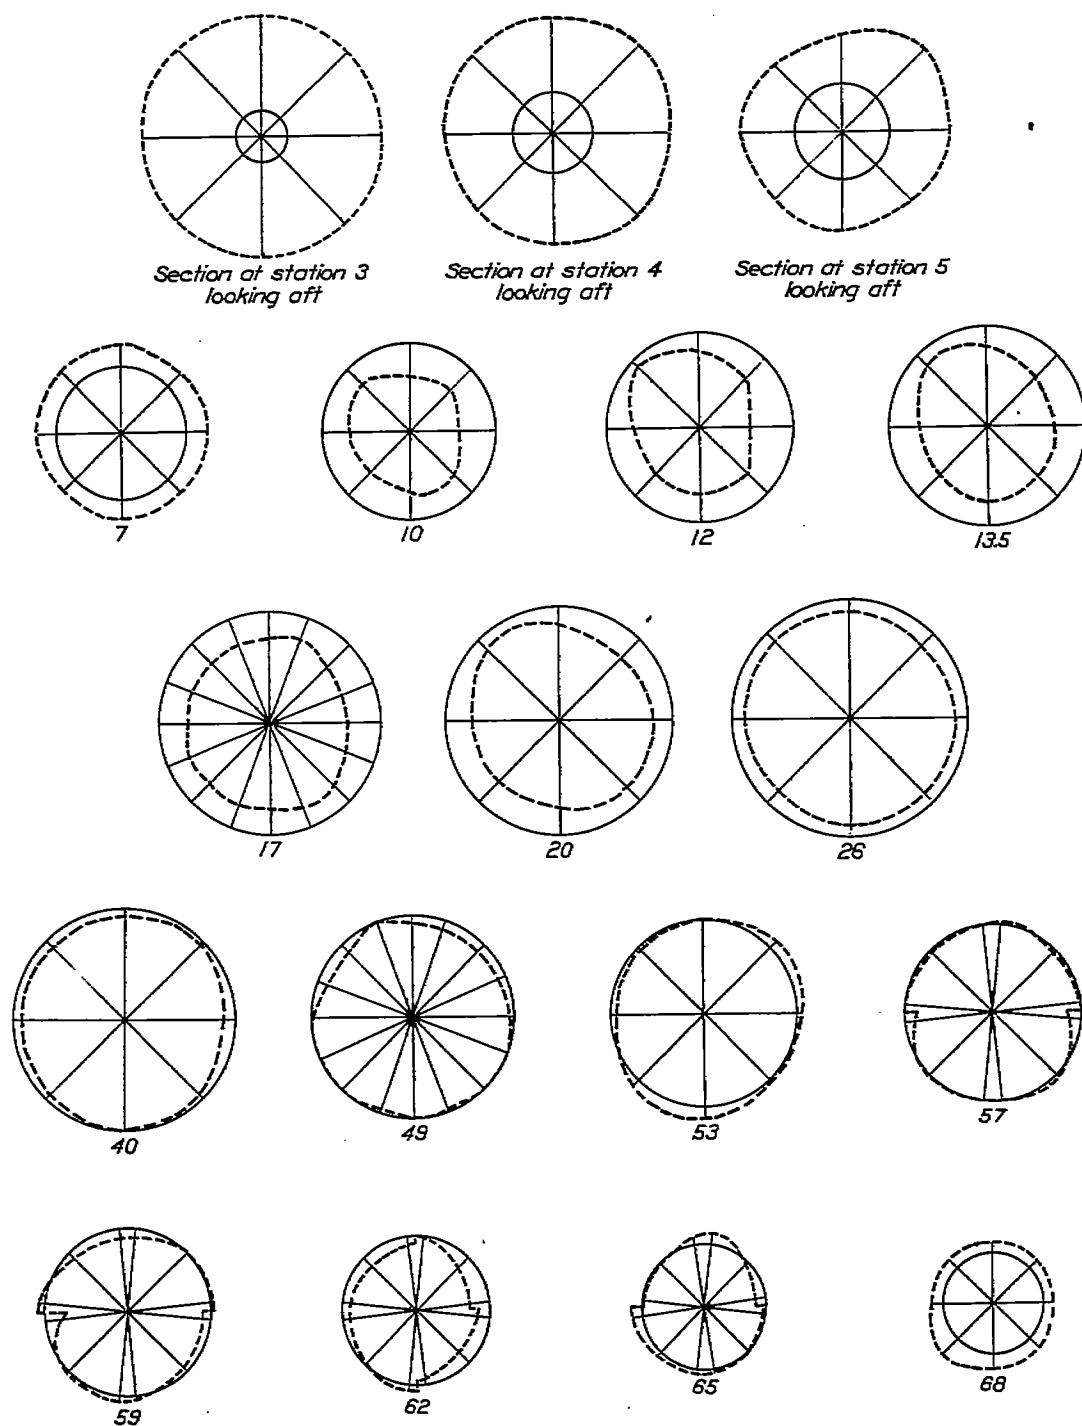 Section at station 3
looking aft
Section at station 4
looking aft
Section at station 5
looking aft
7
10
12
13.5
17
20
26
40
49
53
57
59
62
65
68